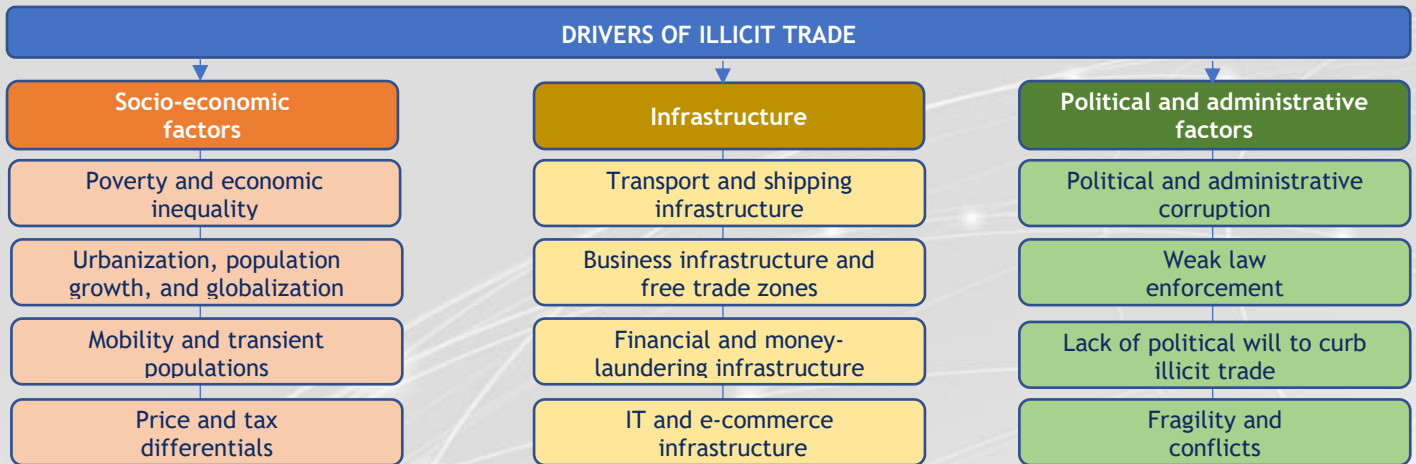 DRIVERS OF ILLICIT TRADE
Socio-economic
factors
Poverty and economic
inequality
Urbanization, population
growth, and globalization
Mobility and transient
populations
Price and tax
differentials
Infrastructure
Transport and shipping
infrastructure
Business infrastructure and
free trade zones
Financial and money-
laundering infrastructure
IT and e-commerce
infrastructure
Political and administrative
factors
Political and administrative
corruption
Weak law
enforcement
Lack of political will to curb
illicit trade
Fragility and
conflicts